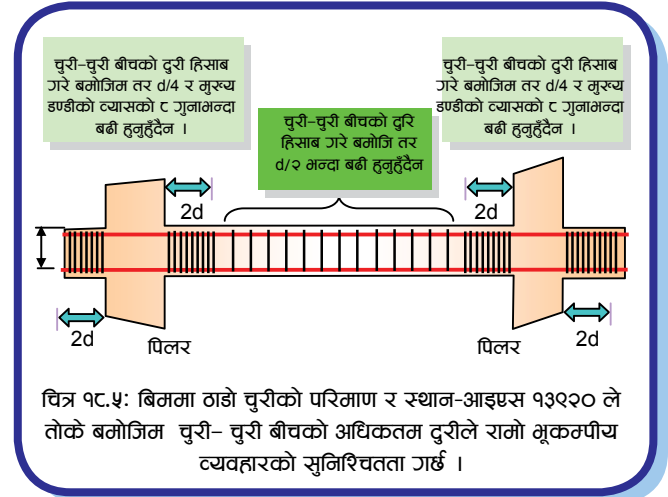 चुरी-चुरी बीचको दुरी हिसाब
गरे बमोजिम तर d/4 र मुख्य
डण्डीको व्यासको ८ गुनाभन्दा
बढी हुनुहुँदैन ।
चुरी-चुरी बीचको दुरी हिसाब
गरे बमोजिम तर d/4 र मुख्य
डण्डीको व्यासको ८ गुनाभन्दा
बढी हुनुहुँदैन ।
चुरी-चुरी बीचको दुरि
हिसाब गरे बमोजि तर
d/२ भन्दा बढी हुनुहुँदैन
2d
2d
2d
2d
पिलर
पिलर
चित्र १८.५: बिममा ठाडो चुरीको परिमाण र स्थान-आइएस १३९२० ले
तोके बमोजिम चुरी- चुरी बीचको अधिकतम दुरीले रामो भूकम्पीय
व्यवहारको सुनिश्चितता गर्छ ।